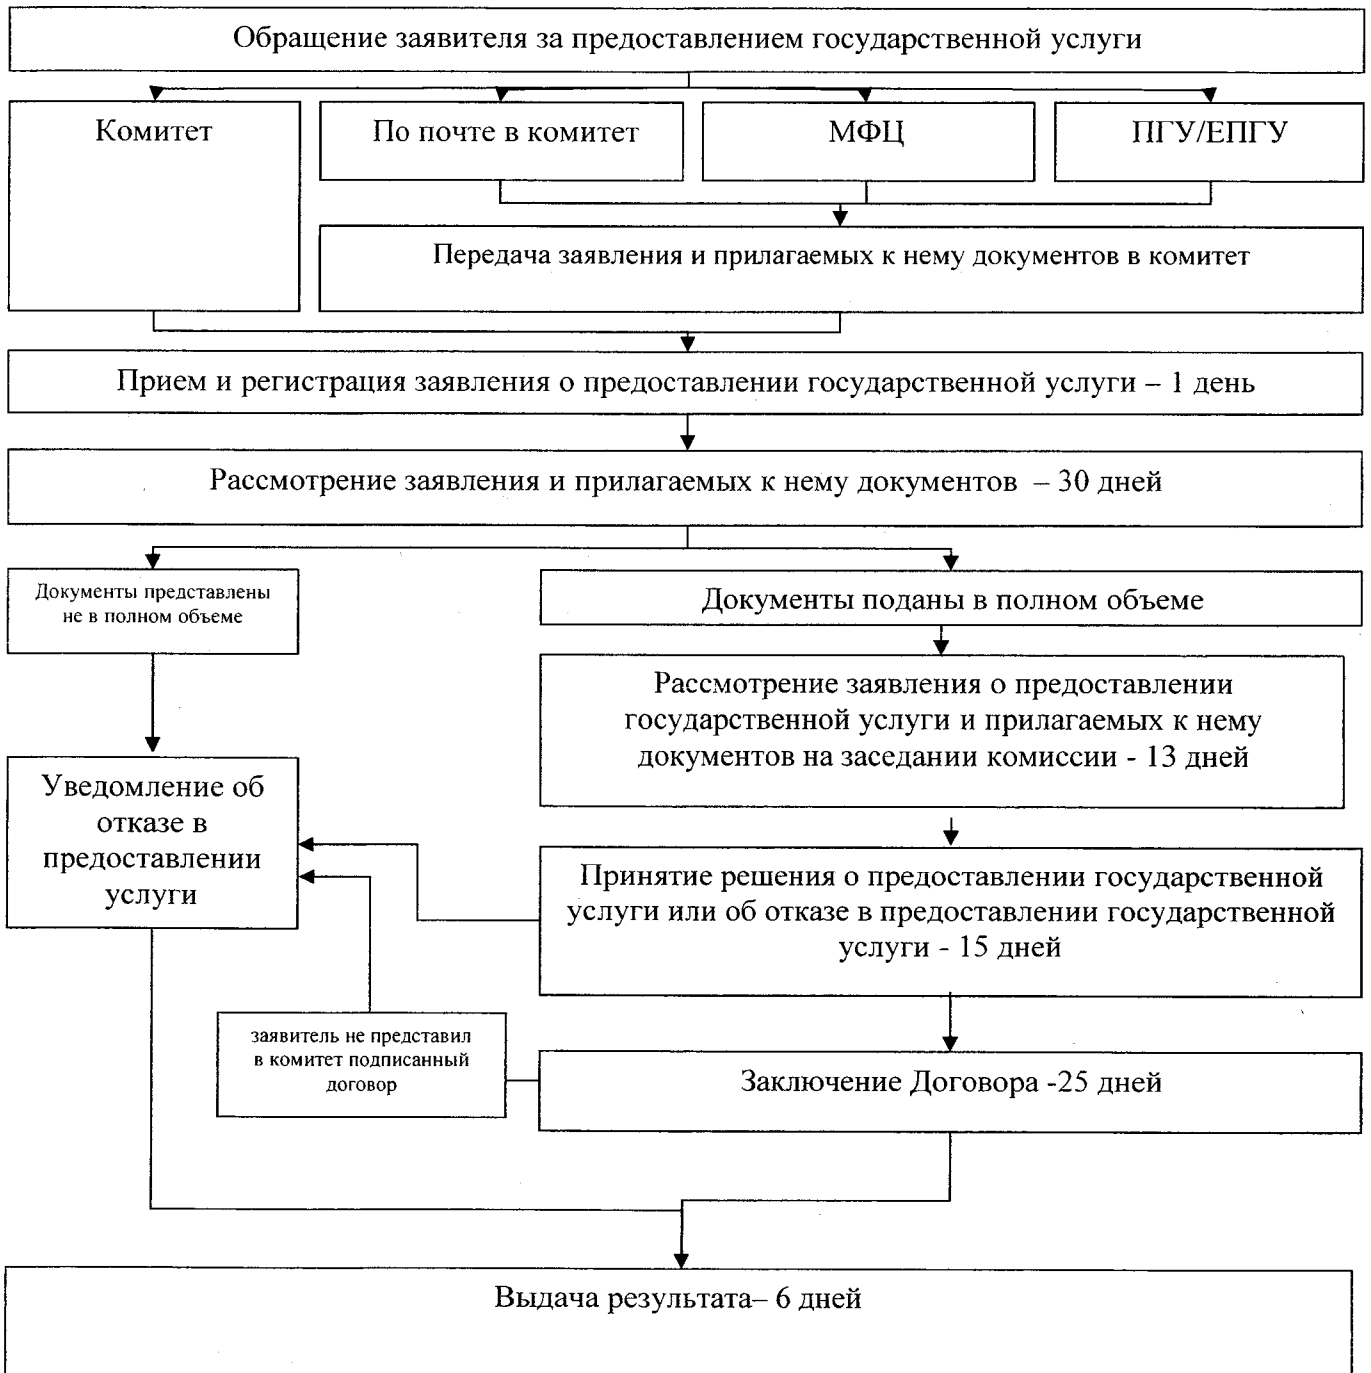 Обращение заявителя за предоставлением государственной услуги
Комитет
По почте в комитет
МФЦ
ПГУ/ЕПГУ
Передача заявления и прилагаемых к нему документов в комитет
Прием и регистрация заявления о предоставлении государственной услуги – 1 день
Рассмотрение заявления и прилагаемых к нему документов – 30 дней
Документы представлены
не в полном объеме
Документы поданы в полном объеме
Рассмотрение заявления о предоставлении
государственной услуги и прилагаемых к нему
документов на заседании комиссии - 13 дней
Уведомление об
отказе в
предоставлении
услуги
Принятие решения о предоставлении государственной
услуги или об отказе в предоставлении государственной
услуги - 15 дней
заявитель не представил
в комитет подписанный
договор
Заключение Договора -25 дней
Выдача результата– 6 дней